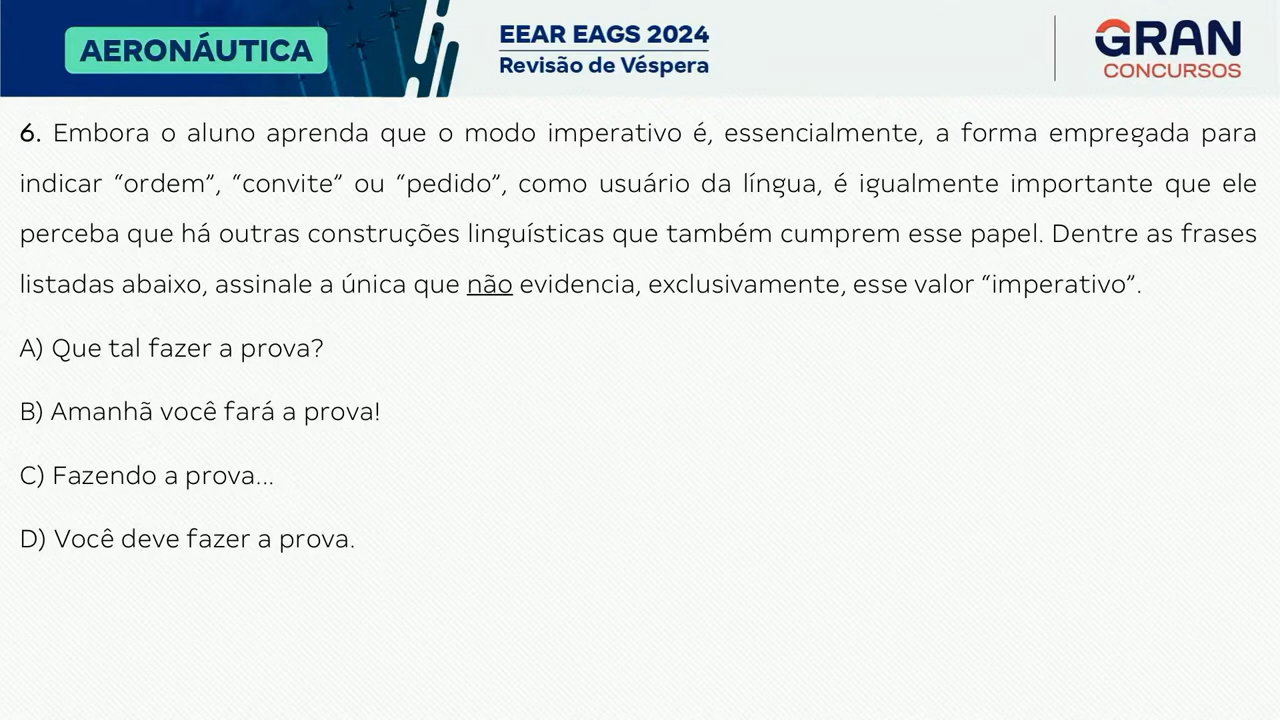 AERONÁUTICA
EEAR EAGS 2024
Revisão de Véspera
GRAN
CONCURSOS
6. Embora o aluno aprenda que o modo imperativo é, essencialmente, a forma empregada para
indicar “ordem”, “convite” ou “pedido”, como usuário da língua, é igualmente importante que ele
perceba que há outras construções linguísticas que também cumprem esse papel. Dentre as frases
listadas abaixo, assinale a única que não evidencia, exclusivamente, esse valor “imperativo”.
A) Que tal fazer a prova?
B) Amanhã você fará a prova!
C) Fazendo a prova...
D) Você deve fazer a prova.